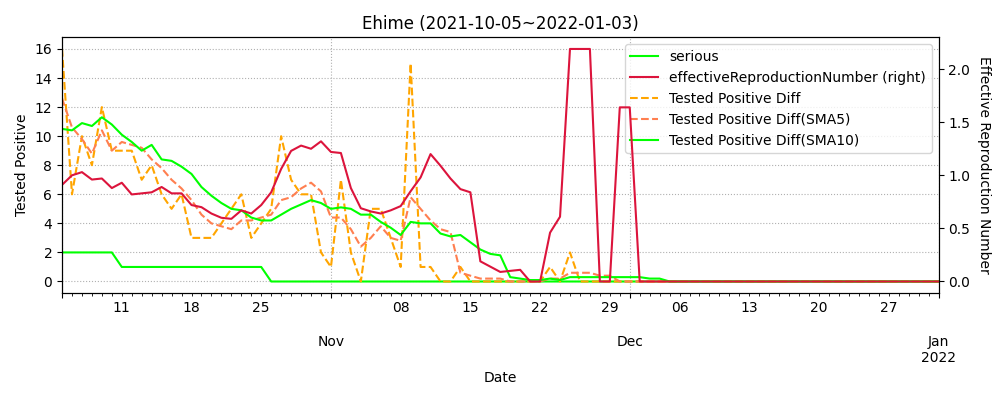 Ehime (2021-10-05~2022-01-03)
serious
effectiveReproductionNumber (right)
Tested Positive Diff
Tested Positive Diff(SMA5)
Tested Positive Diff(SMA10)
Tested Positive
16
14
12
10
8
6
4
2
0
Effective Reproduction Number
2.0
1.5
1.0
0.5
0.0
11 18 25 08 15 22 29 06 13 20 27
Nov Dec Jan
2022
Date